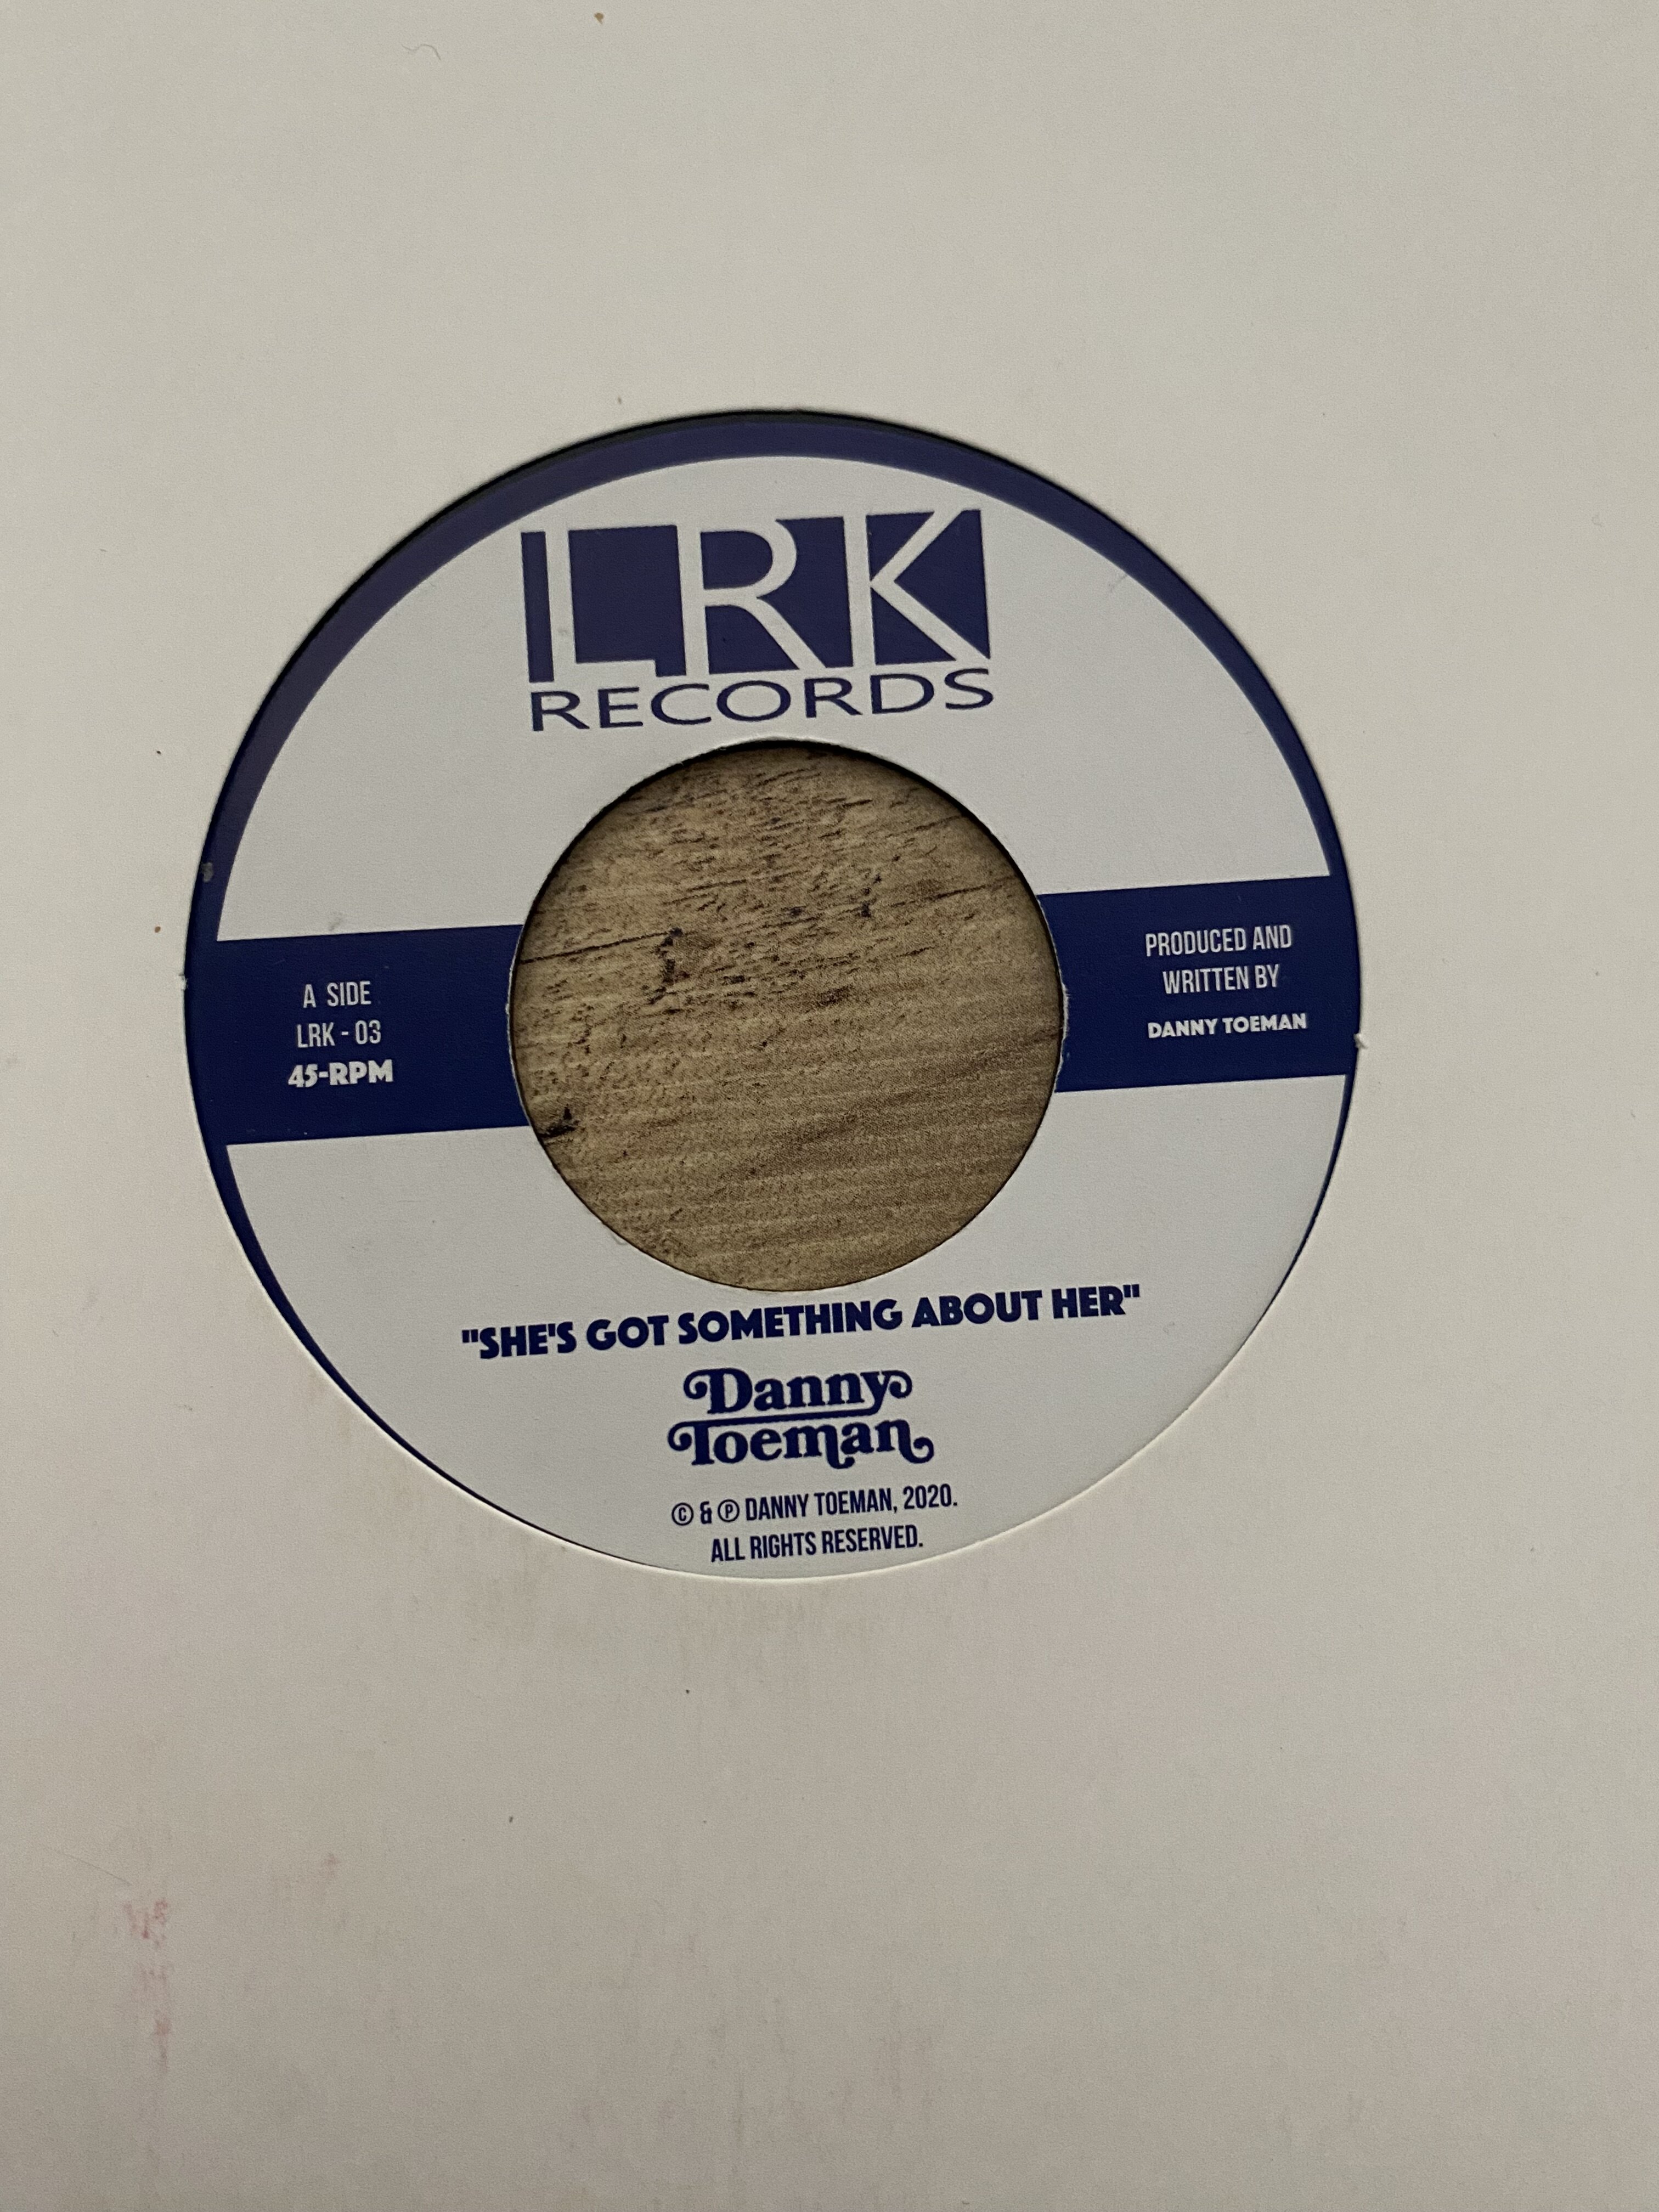 LRK
RECORDS
A SIDE
LRK - 03
45-RPM
PRODUCED AND
WRITTEN BY
DANNY TOEMAN
"SHE'S GOT SOMETHING ABOUT HER"
Danny
Toeman
© & ℗ DANNY TOEMAN, 2020.
ALL RIGHTS RESERVED.